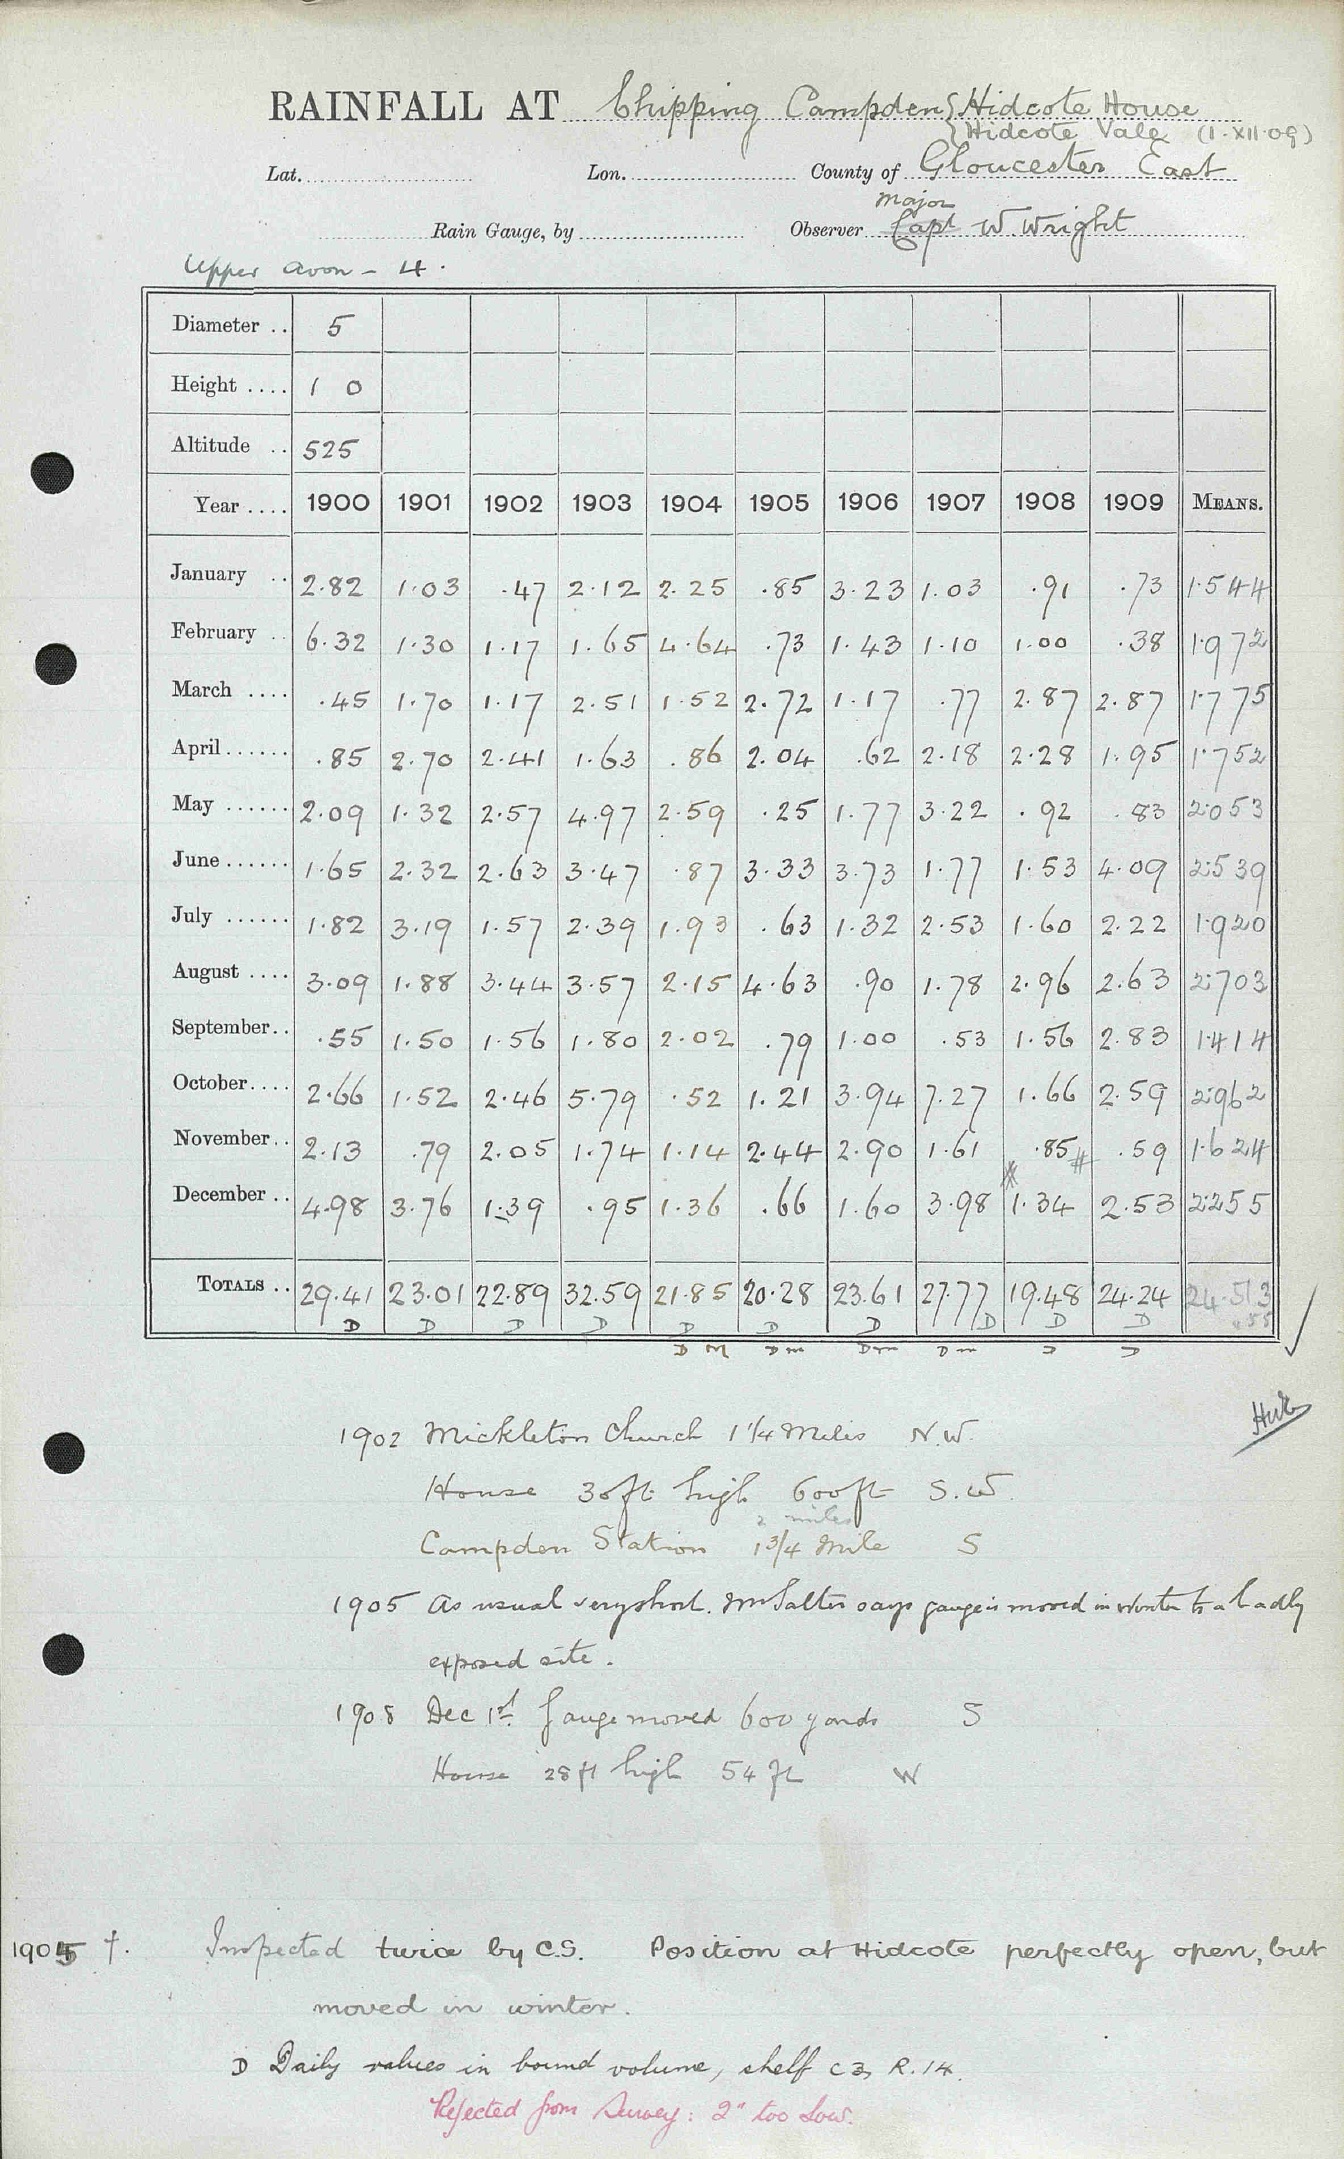 RAINFALL AT Chipping Campden { Hidcote House
{ Hidcote Vale (1.XII.09)
Lat. Lon. County of Gloucester East
Major
Rain Gauge, by Observer Capt W. Wright
Upper Avon - 4.
Diameter .. 5
Height .... 1 0
Altitude .. 525
Year .... 1900 1901 1902 1903 1904 1905 1906 1907 1908 1909 MEANS.
January .. 2.82 1.03 .47 2.12 2.25 .85 3.23 1.03 .91 .73 1.544
February .. 6.32 1.30 1.17 1.65 4.64 .73 1.43 1.10 1.00 .38 1.972
March .... .45 1.70 1.17 2.51 1.52 2.72 1.17 .77 2.87 2.87 1.775
April...... .85 2.70 2.41 1.63 .86 2.04 .62 2.18 2.28 1.95 1.752
May ...... 2.09 1.32 2.57 4.97 2.59 .25 1.77 3.22 .92 .83 2.053
June...... 1.65 2.32 2.63 3.47 .87 3.33 3.73 1.77 1.53 4.09 2.539
July ...... 1.82 3.19 1.57 2.39 1.93 .63 1.32 2.53 1.60 2.22 1.920
August .... 3.09 1.88 3.44 3.57 2.15 4.63 .90 1.78 2.96 2.63 2.703
September.. .55 1.50 1.56 1.80 2.02 .79 1.00 .53 1.56 2.83 1.414
October.... 2.66 1.52 2.46 5.79 .52 1.21 3.94 7.27 1.66 2.59 2.962
November.. 2.13 .79 2.05 1.74 1.14 2.44 2.90 1.61 .85 .59 1.624
December .. 4.98 3.76 1.39 .95 1.36 .66 1.60 3.98 1.34 2.53 2.255
TOTALS .. 29.41 23.01 22.89 32.59 21.85 20.28 23.61 27.77 19.48 24.24 24.513
D D D D D D D D D D
D M D m D m D m D D
1902 Mickleton Church 1 1/4 Miles N.W.
House 30ft high 600ft S.W.
2 miles
Campden Station 1 3/4 Mile S
1905 As usual very short. Mr Salter says gauge is moved in winter to a badly
exposed site.
1908 Dec 1st Gauge moved 600 yards S
House 28ft high 54 ft W
1905 †. Inspected twice by C.S. Position at Hidcote perfectly open, but
moved in winter.
D Daily values in bound volume, shelf C3, R.14.
Rejected from Survey: 2" too low.